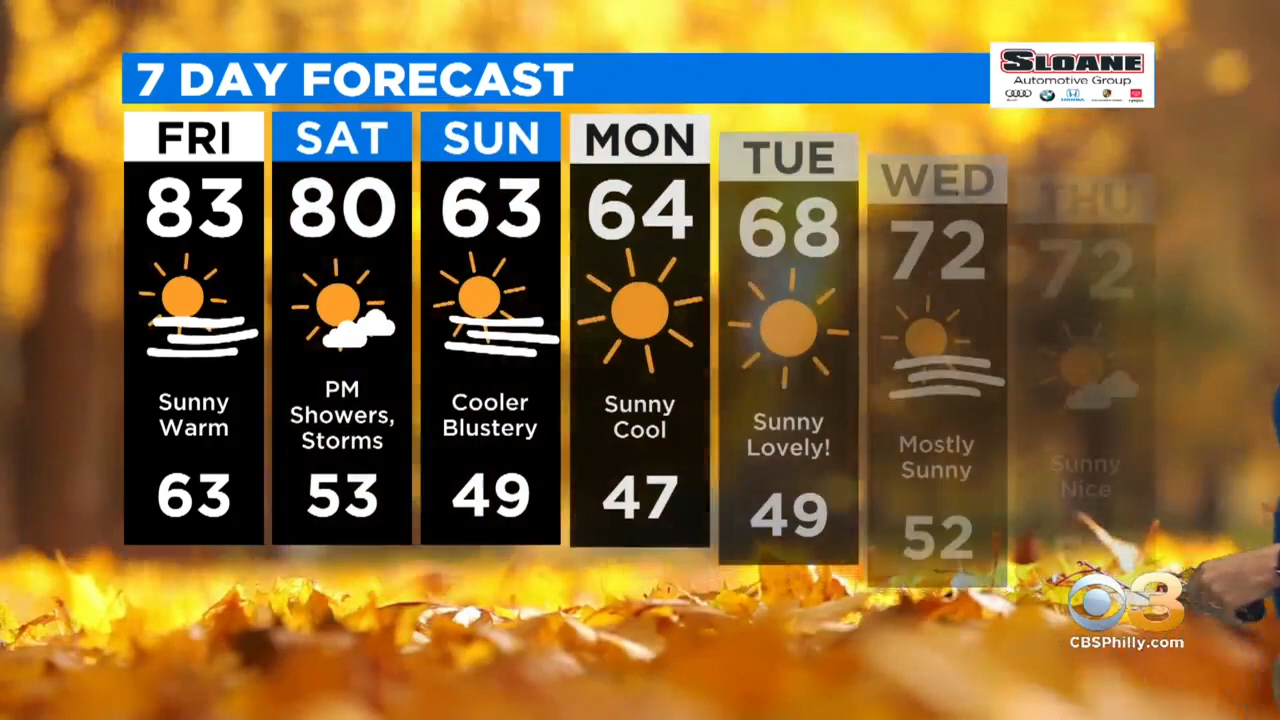 7 DAY FORECAST
SLOANE
Automotive Group
FRI
83
Sunny
Warm
63
SAT
80
PM
Showers,
Storms
53
SUN
63
Cooler
Blustery
49
MON
64
Sunny
Cool
47
TUE
68
Sunny
Lovely!
49
WED
72
Mostly
Sunny
52
THU
72
Sunny
Nice
3
CBSPhilly.com